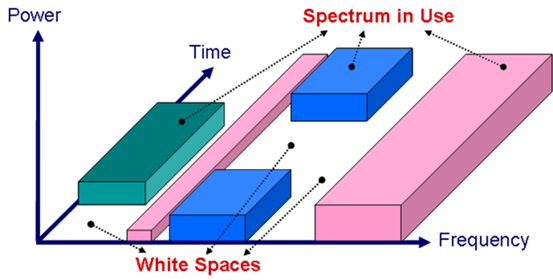 Power
Spectrum in Use
Time
Frequency
White Spaces